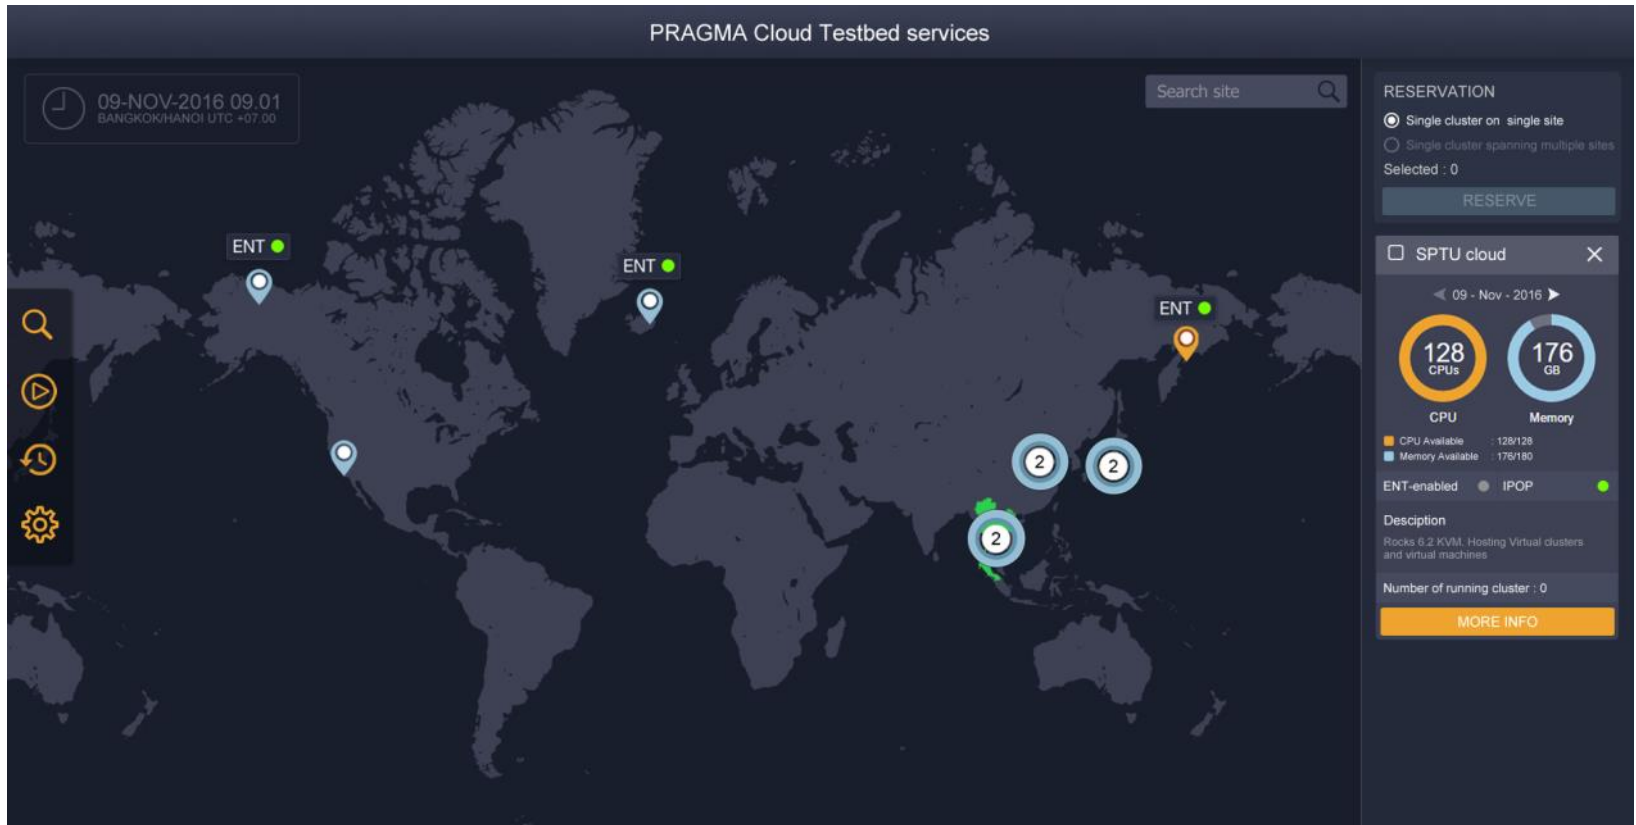 PRAGMA Cloud Testbed services
09-NOV-2016 09.01
BANGKOK/HANOI UTC +07.00
Search site
ENT
ENT
ENT
2
2
2
RESERVATION
Single cluster on single site
Single cluster spanning multiple sites
Selected : 0
RESERVE
SPTU cloud
09 - Nov - 2016
128
CPUs
176
GB
CPU
Memory
CPU Available : 128/128
Memory Available : 176/180
ENT-enabled
IPOP
Desciption
Rocks 6.2 KVM. Hosting Virtual clusters
and virtual machines
Number of running cluster : 0
MORE INFO